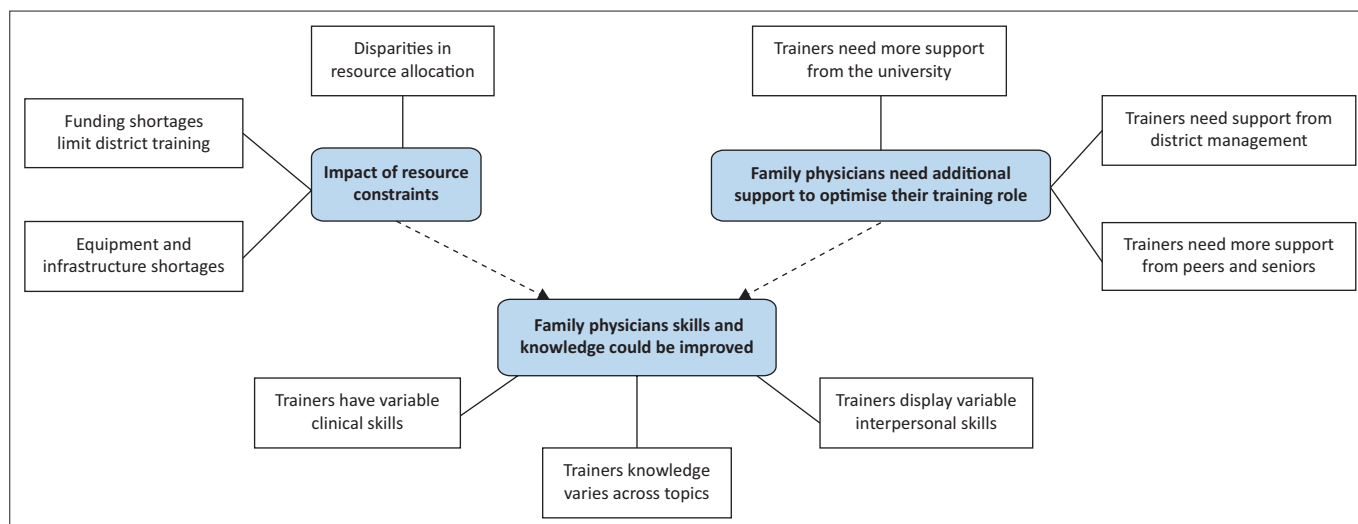 Disparities in
resource allocation
Trainers need more support
from the university
Funding shortages
limit district training
Trainers need support from
district management
Impact of resource
constraints
Family physicians need additional
support to optimise their training role
Equipment and
infrastructure shortages
Trainers need more support
from peers and seniors
Family physicians skills and
knowledge could be improved
Trainers have variable
clinical skills
Trainers display variable
interpersonal skills
Trainers knowledge
varies across topics